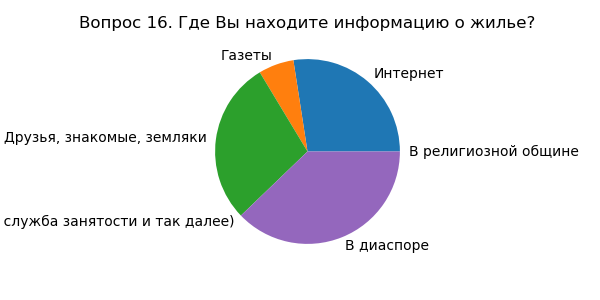 Вопрос 16. Где Вы находите информацию о жилье?
Газеты
Интернет
Друзья, знакомые, земляки
В религиозной общине
служба занятости и так далее)
В диаспоре